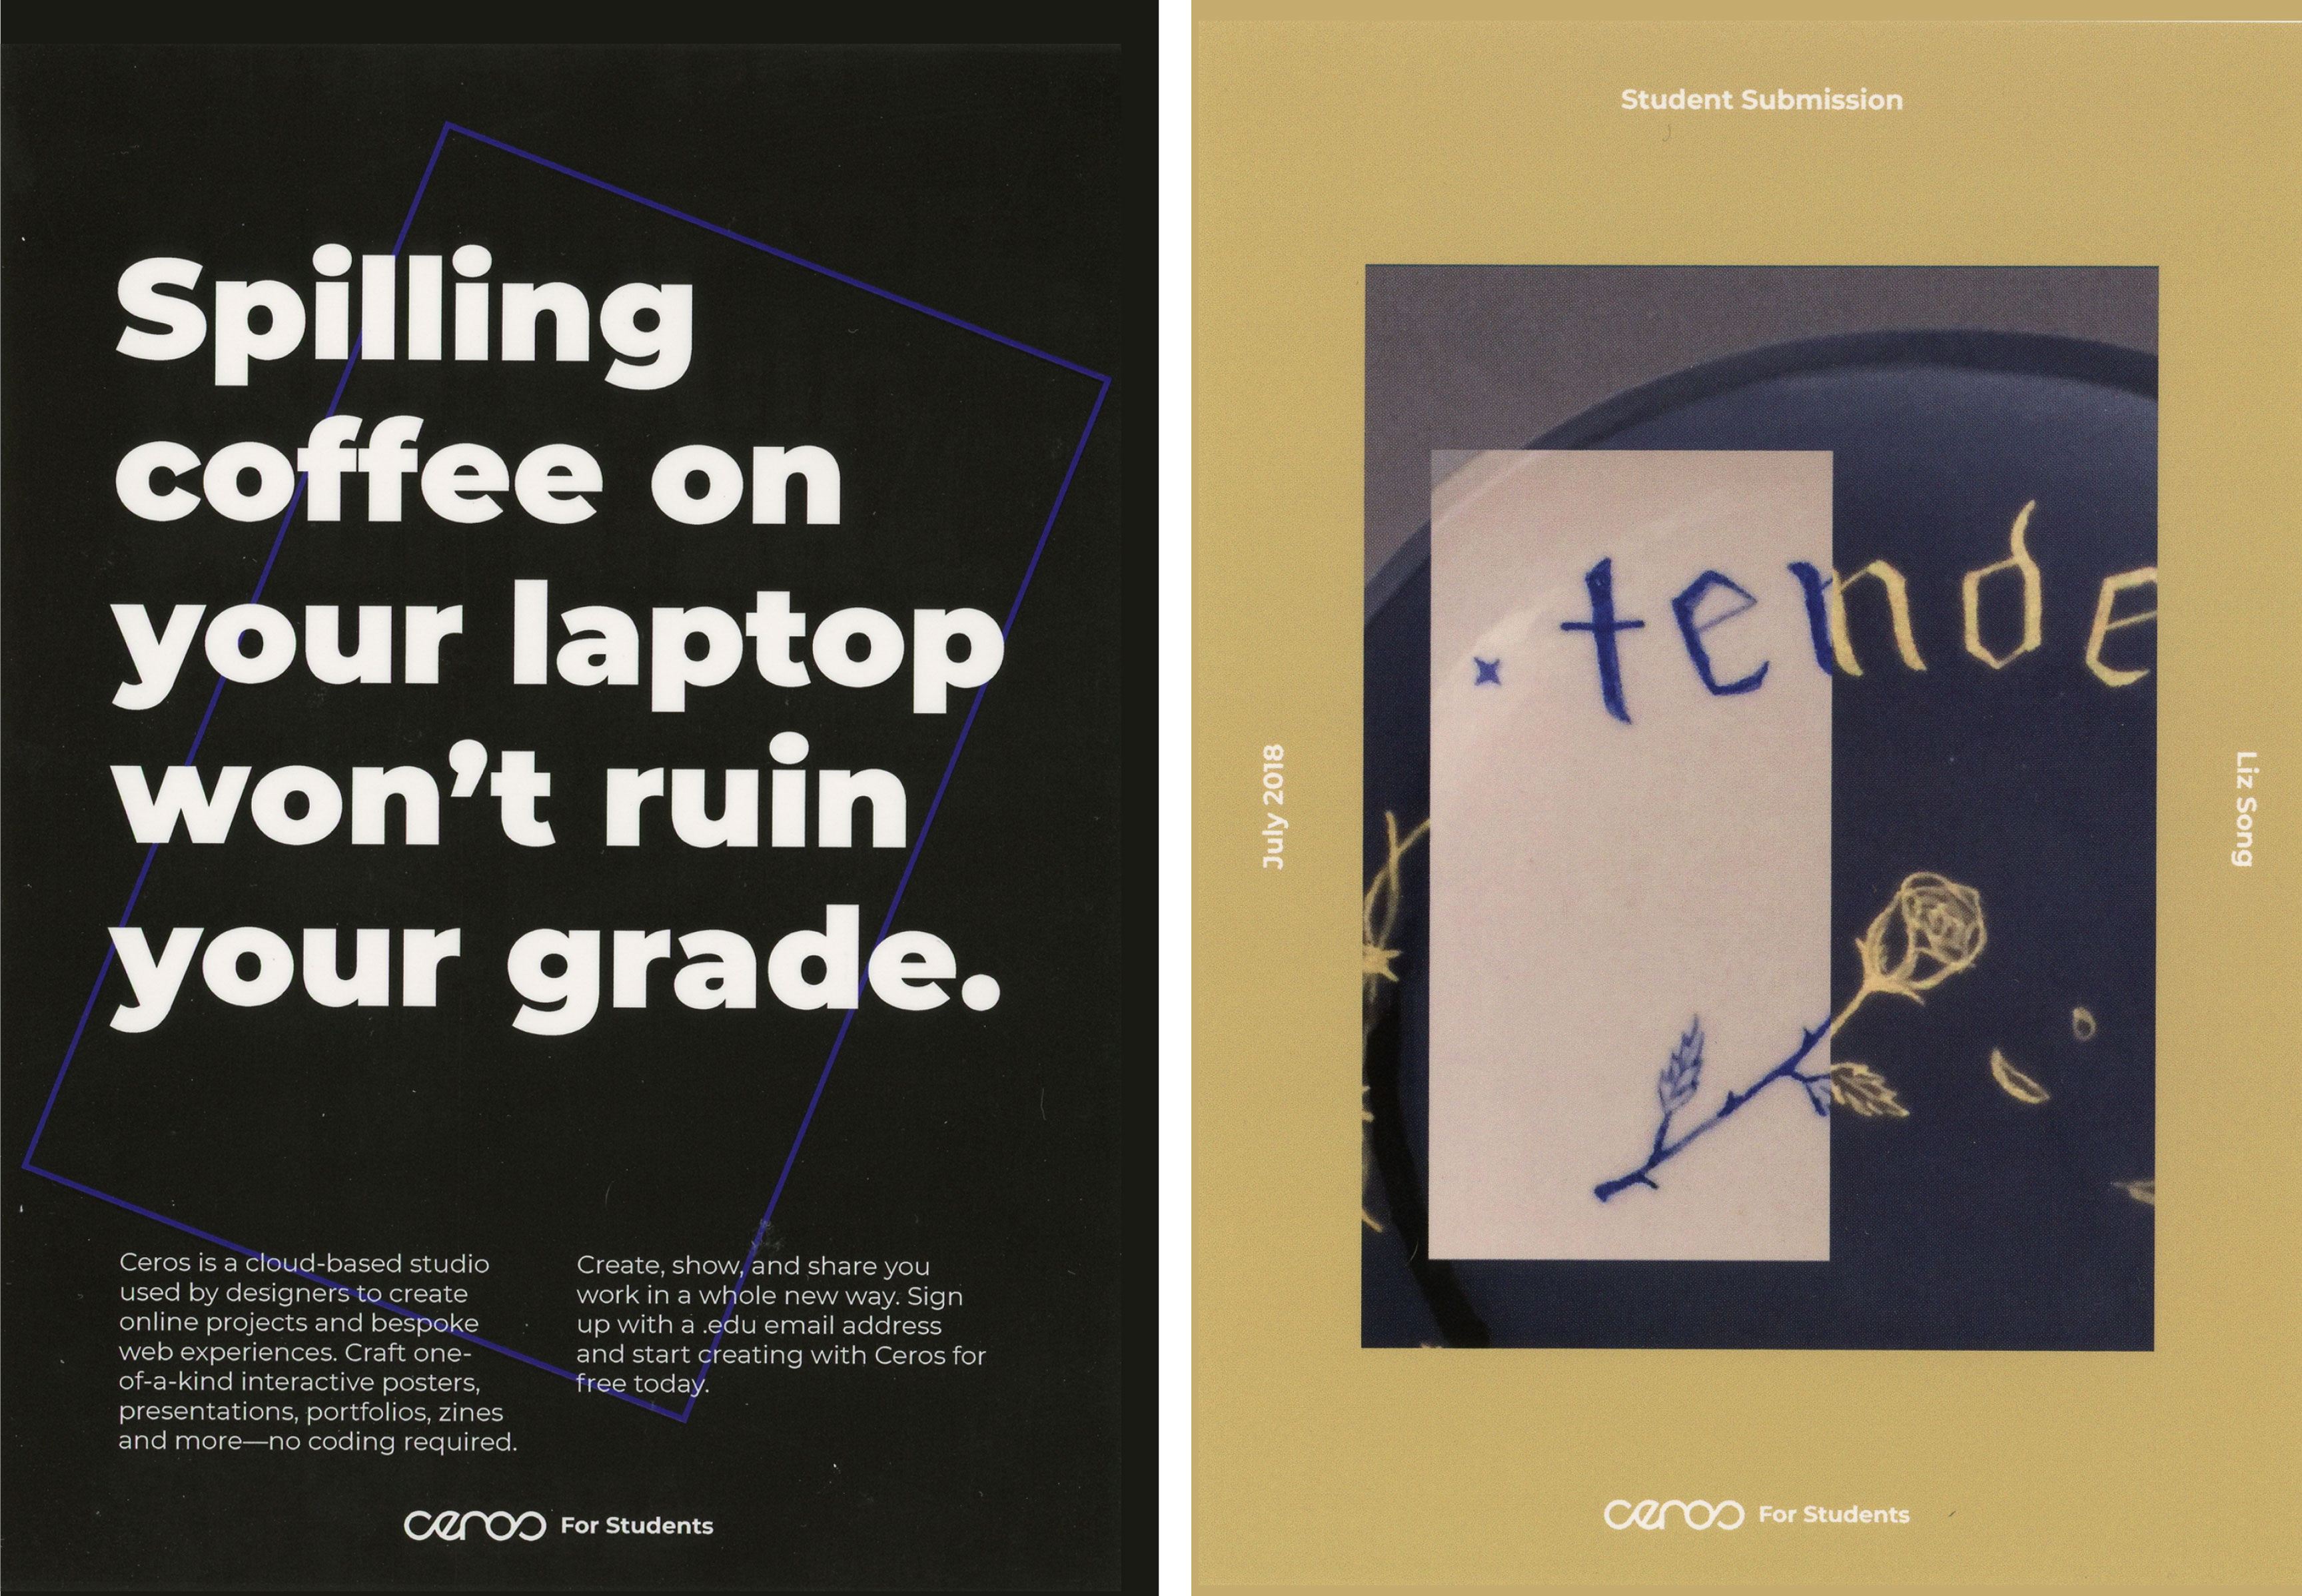 Spilling
coffee on
your laptop
won’t ruin
your grade.
Ceros is a cloud-based studio
used by designers to create
online projects and bespoke
web experiences. Craft one-
of-a-kind interactive posters,
presentations, portfolios, zines
and more—no coding required.
Create, show, and share you
work in a whole new way. Sign
up with a .edu email address
and start creating with Ceros for
free today.
ceros For Students
Student Submission
July 2018
tende
Liz Song
ceros For Students